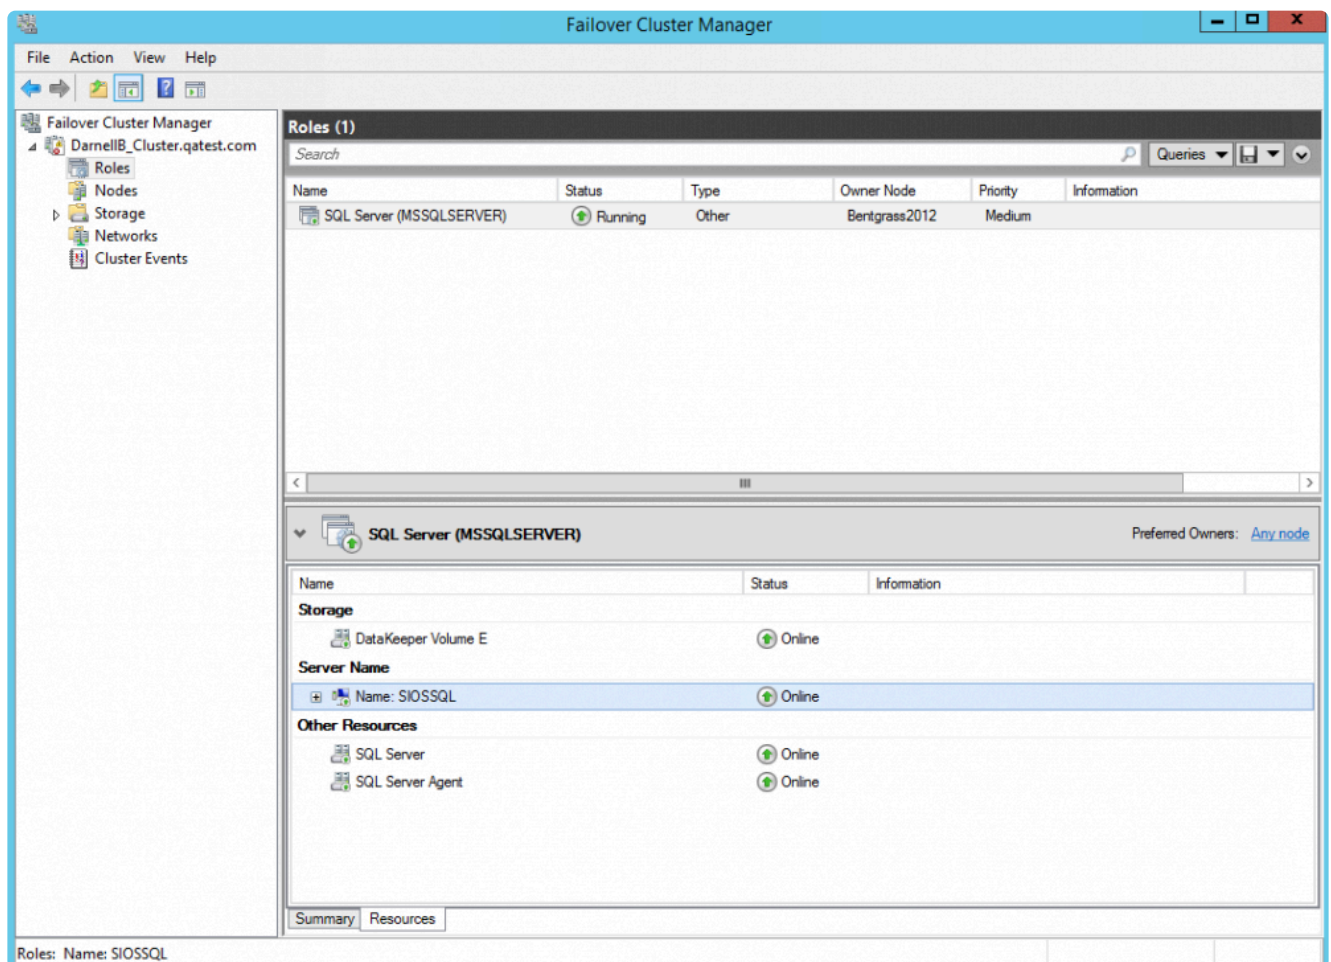 Failover Cluster Manager
File Action View Help
Failover Cluster Manager
DarnellB_Cluster.qatest.com
Roles
Nodes
Storage
Networks
Cluster Events
Roles (1)
Search
Queries
Name Status Type Owner Node Priority Information
SQL Server (MSSQLSERVER) Running Other Bentgrass2012 Medium
SQL Server (MSSQLSERVER) Preferred Owners: Any node
Name Status Information
Storage
DataKeeper Volume E Online
Server Name
Name: SIOSSQL Online
Other Resources
SQL Server Online
SQL Server Agent Online
Summary Resources
Roles: Name: SIOSSQL